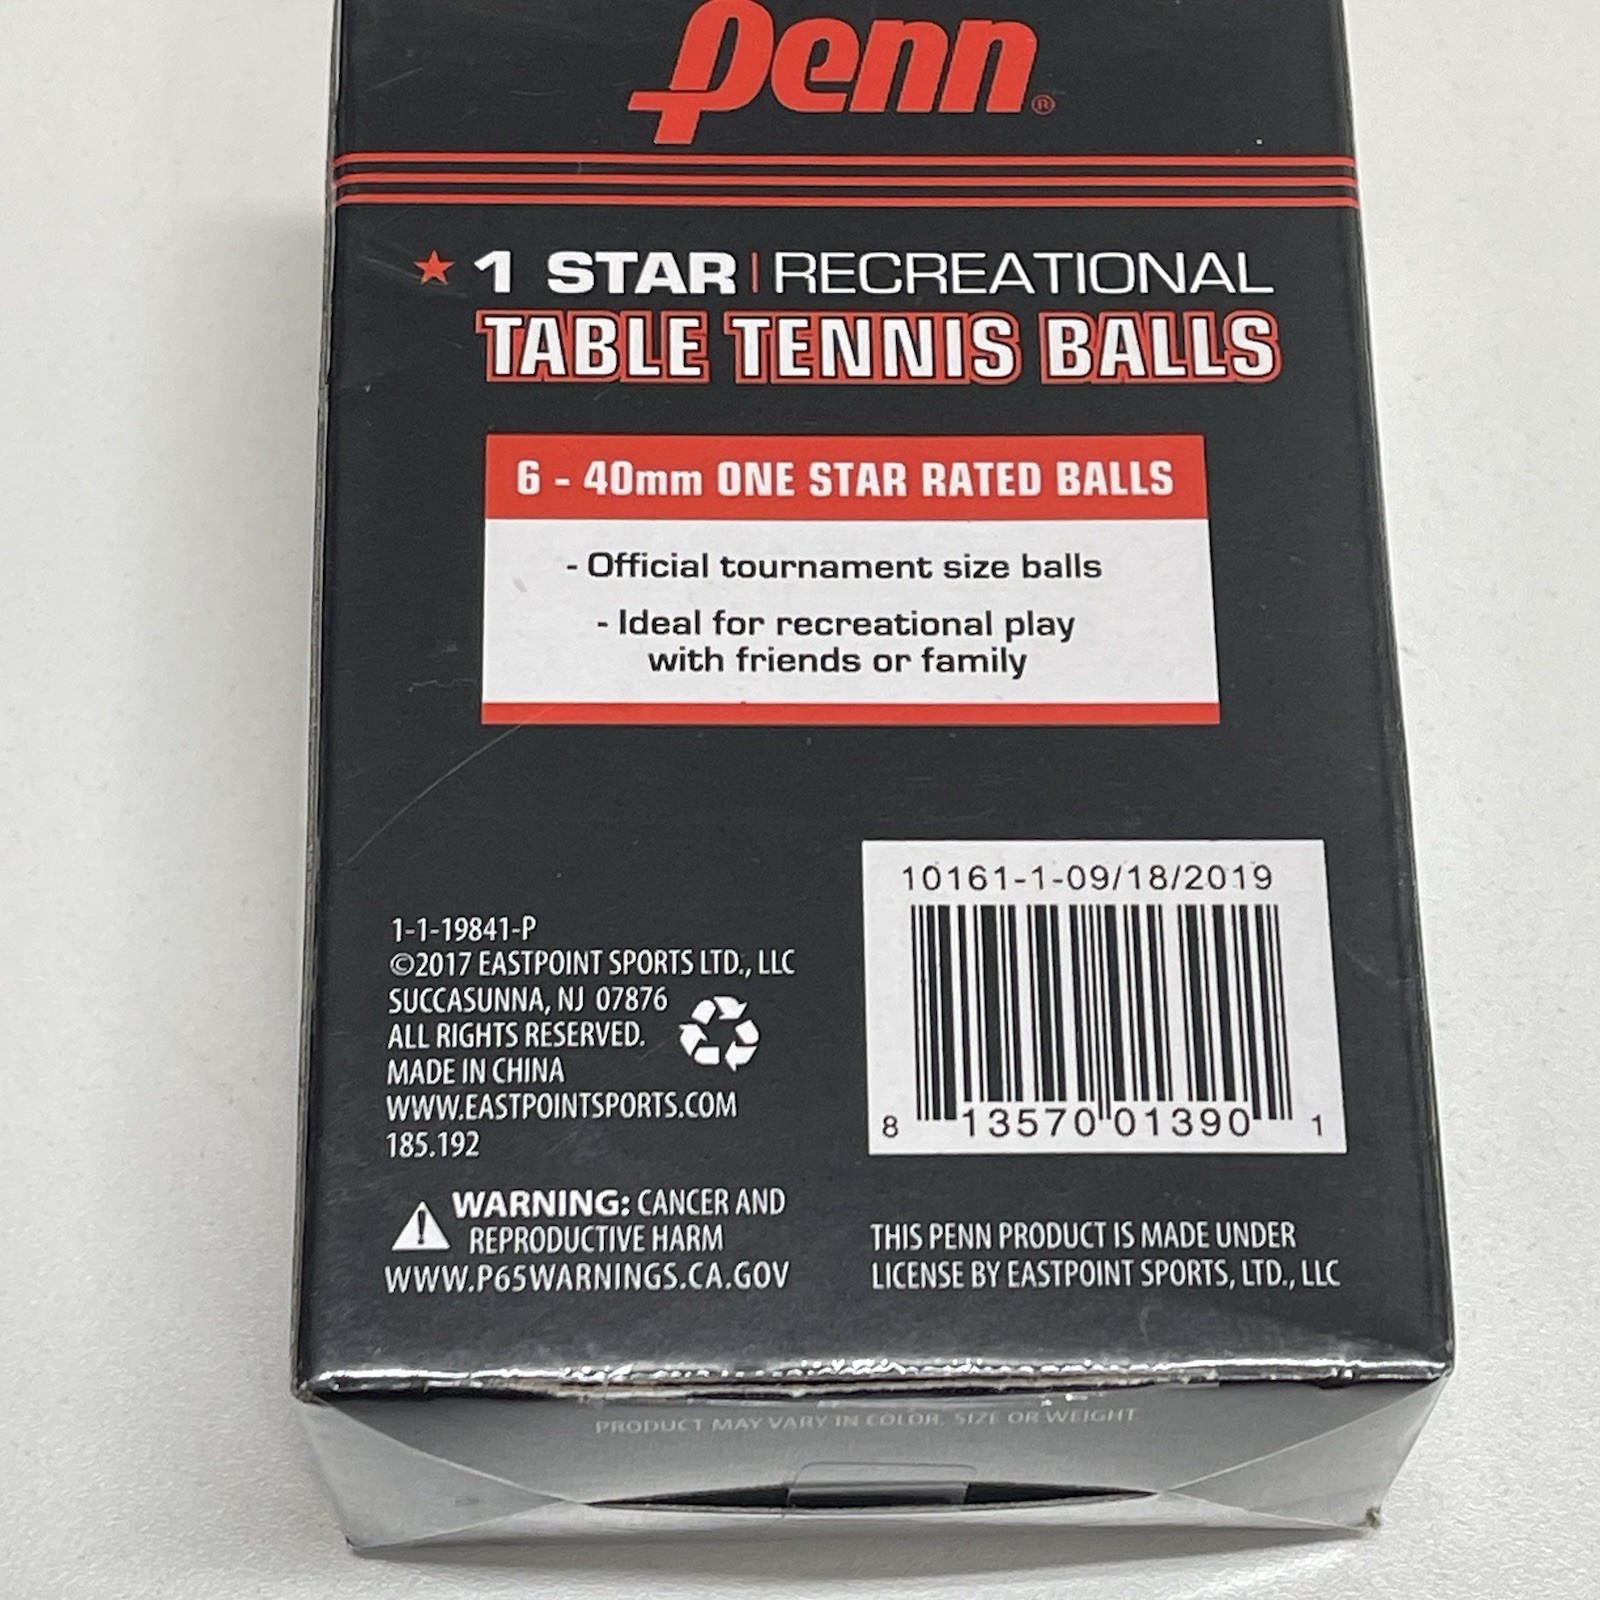 Penn®
★ 1 STAR | RECREATIONAL
TABLE TENNIS BALLS
6 - 40mm ONE STAR RATED BALLS
- Official tournament size balls
- Ideal for recreational play
with friends or family
1-1-19841-P
©2017 EASTPOINT SPORTS LTD., LLC
SUCCASUNNA, NJ 07876
ALL RIGHTS RESERVED.
MADE IN CHINA
WWW.EASTPOINTSPORTS.COM
185.192
WARNING: CANCER AND
REPRODUCTIVE HARM
WWW.P65WARNINGS.CA.GOV
10161-1-09/18/2019
8 13570 01390 1
THIS PENN PRODUCT IS MADE UNDER
LICENSE BY EASTPOINT SPORTS, LTD., LLC
PRODUCT MAY VARY IN COLOR, SIZE OR WEIGHT